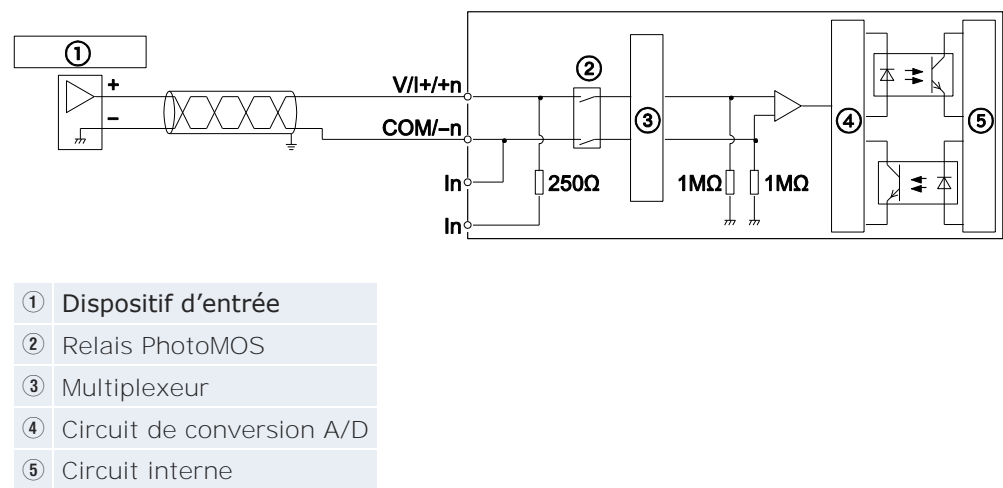 ①
+
−
V/I+/+n
COM/−n
In
In
②
250Ω
③
1MΩ
1MΩ
④
⑤
① Dispositif d’entrée
② Relais PhotoMOS
③ Multiplexeur
④ Circuit de conversion A/D
⑤ Circuit interne